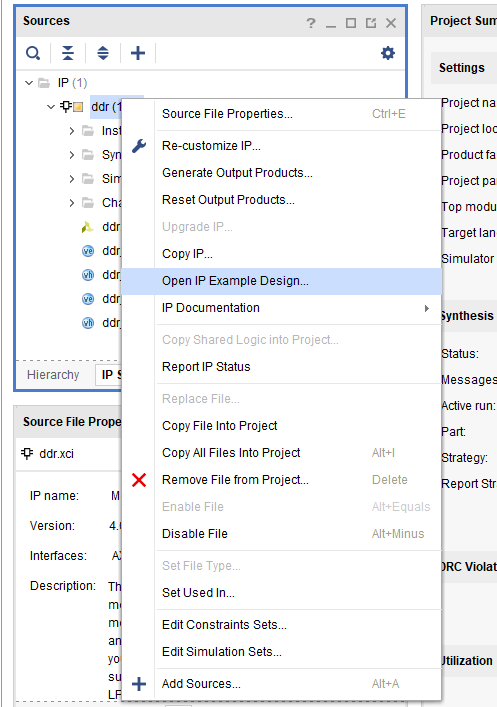 Sources
Project Sum
Settings
IP (1)
ddr (1
Inst
Syn
Sim
Cha
ddr
ddr
ddr
ddr
ddr
Hierarchy
IP S
Source File Prope
ddr.xci
IP name:
M
Version:
4.
Interfaces:
AX
Description:
Th
me
mo
an
yo
su
LF
Source File Properties...
Ctrl+E
Re-customize IP...
Generate Output Products...
Reset Output Products...
Upgrade IP...
Copy IP...
Open IP Example Design...
IP Documentation
Copy Shared Logic into Project...
Report IP Status
Replace File...
Copy File Into Project
Copy All Files Into Project
Alt+I
Remove File from Project...
Delete
Enable File
Alt+Equals
Disable File
Alt+Minus
Set File Type...
Set Used In...
Edit Constraints Sets...
Edit Simulation Sets...
Add Sources...
Alt+A
Project na
Project loc
Product fa
Project pa
Top modu
Target lan
Simulator
Synthesis
Status:
Messages
Active run:
Part:
Strategy:
Report Str
DRC Violat
Utilization